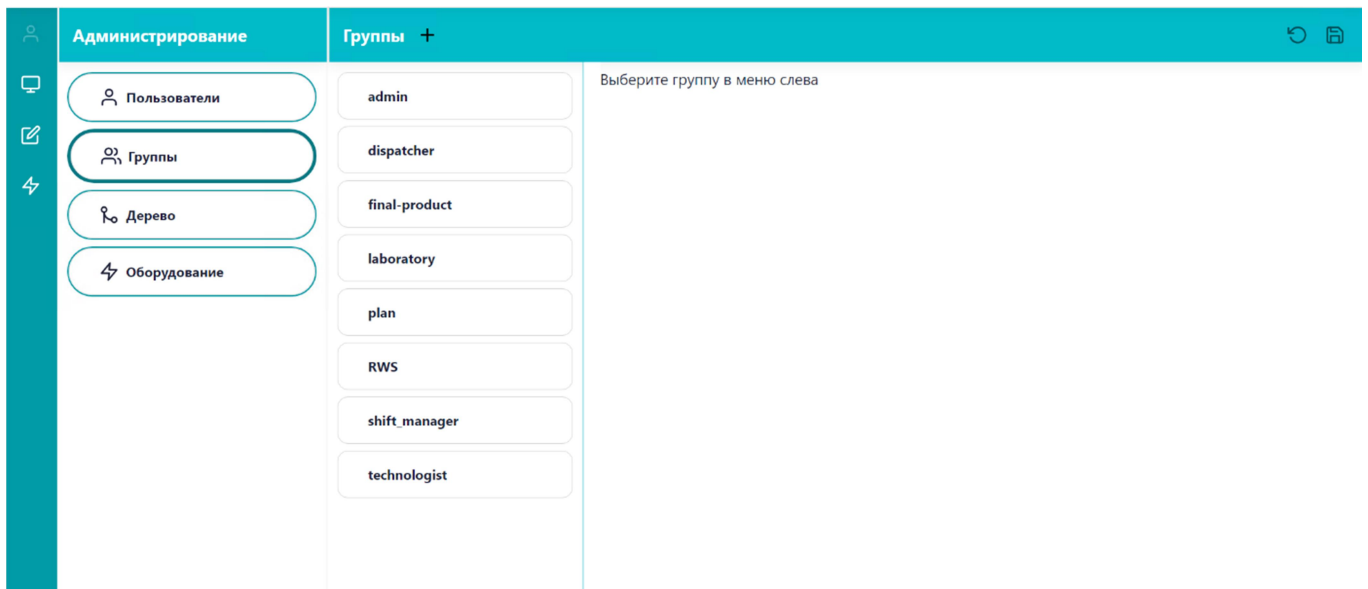 Администрирование
Группы +
Пользователи
Группы
Дерево
Оборудование
admin
dispatcher
final-product
laboratory
plan
RWS
shift_manager
technologist
Выберите группу в меню слева